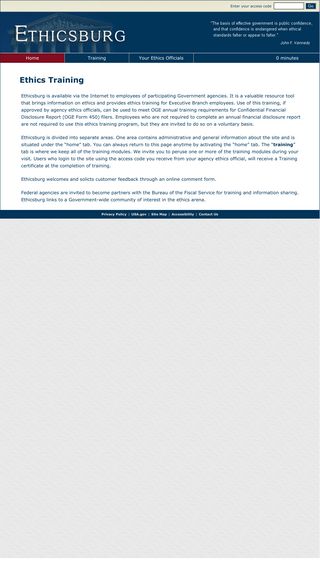 Enter your access code
Go
ETHICSBURG
"The basis of effective government is public confidence,
and that confidence is endangered when ethical
standards falter or appear to falter."
John F. Kennedy
Home Training Your Ethics Officials 0 minutes
Ethics Training
Ethicsburg is available via the Internet to employees of participating Government agencies. It is a valuable resource tool
that brings information on ethics and provides ethics training for Executive Branch employees. Use of this training, if
approved by agency ethics officials, can be used to meet OGE annual training requirements for Confidential Financial
Disclosure Report (OGE Form 450) filers. Employees who are not required to complete an annual financial disclosure report
are not required to use this ethics training program, but they are invited to do so on a voluntary basis.
Ethicsburg is divided into separate areas. One area contains administrative and general information about the site and is
situated under the "home" tab. You can always return to this page anytime by activating the "home" tab. The "training"
tab is where we keep all of the training modules. We invite you to peruse one or more of the training modules during your
visit. Users who login to the site using the access code you receive from your agency ethics official, will receive a Training
certificate at the completion of training.
Ethicsburg welcomes and solicts customer feedback through an online comment form.
Federal agencies are invited to become partners with the Bureau of the Fiscal Service for training and information sharing.
Ethicsburg links to a Government-wide community of interest in the ethics arena.
Privacy Policy | USA.gov | Site Map | Accessibility | Contact Us